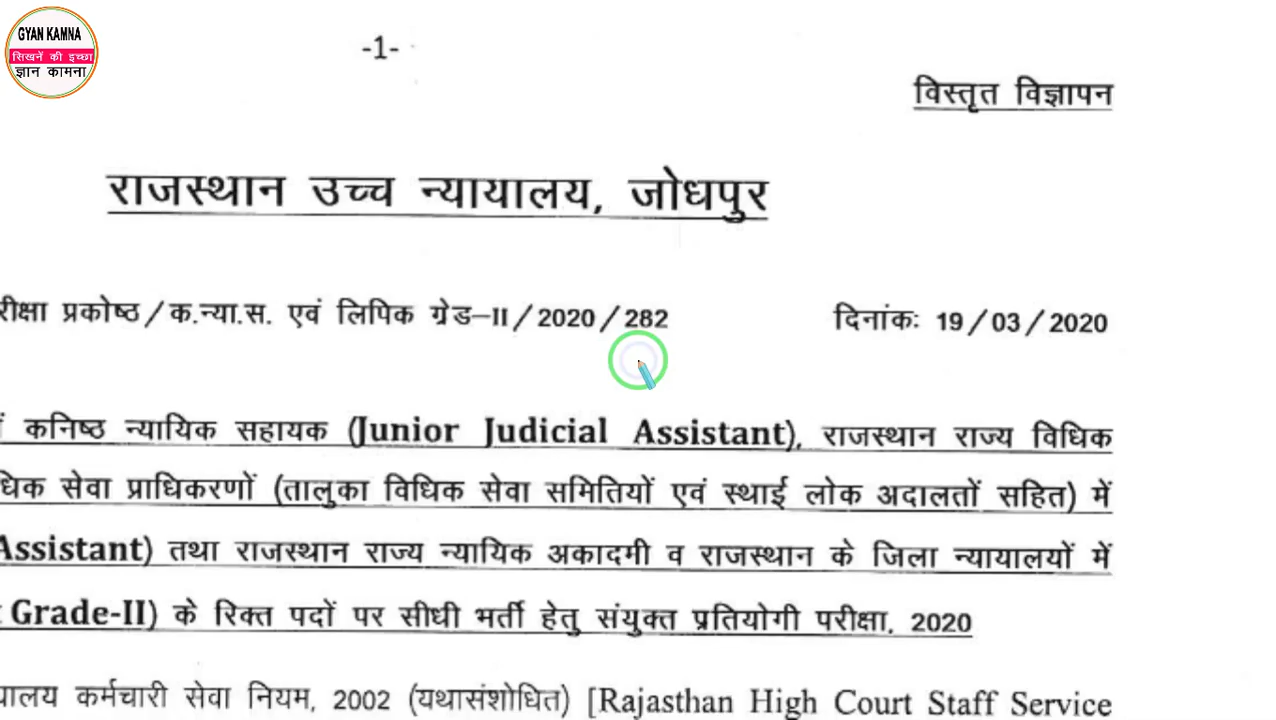 GYAN KAMNA
सिखनें की इच्छा
ज्ञान कामना
-1-
विस्तृत विज्ञापन
राजस्थान उच्च न्यायालय, जोधपुर
प्रकोष्ठ/क.न्या.स. एवं लिपिक ग्रेड-II/2020/282 दिनांकः 19/03/2020
कनिष्ठ न्यायिक सहायक (Junior Judicial Assistant), राजस्थान राज्य विधिक
सेवा प्राधिकरणों (तालुका विधिक सेवा समितियों एवं स्थाई लोक अदालतों सहित) में
Assistant) तथा राजस्थान राज्य न्यायिक अकादमी व राजस्थान के जिला न्यायालयों में
Grade-II) के रिक्त पदों पर सीधी भर्ती हेतु संयुक्त प्रतियोगी परीक्षा, 2020
कर्मचारी सेवा नियम, 2002 (यथासंशोधित) [Rajasthan High Court Staff Service